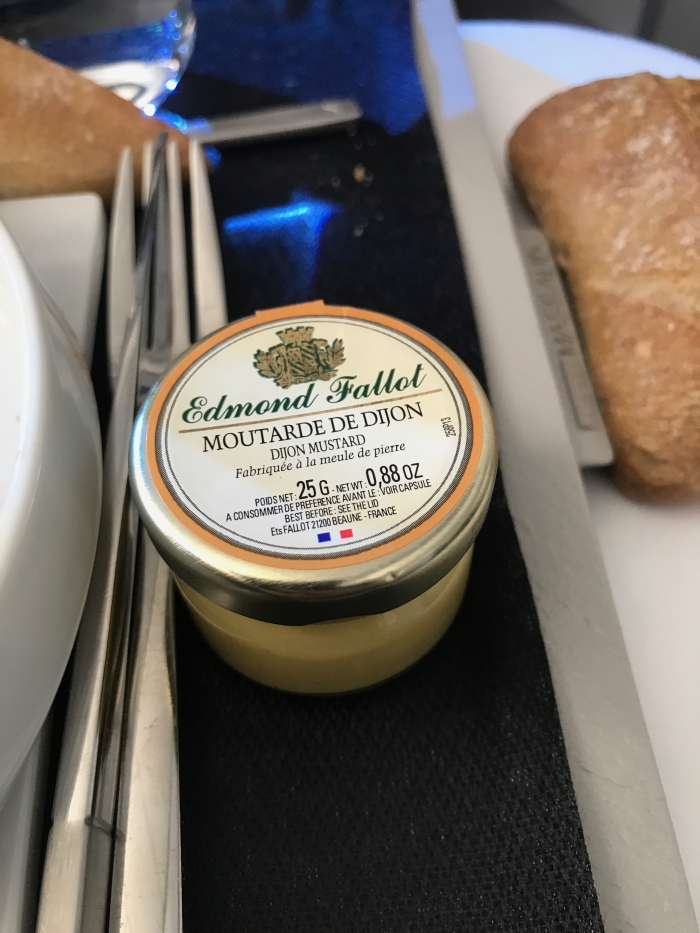 Edmond Fallot
MOUTARDE DE DIJON
DIJON MUSTARD
Fabriquée à la meule de pierre
POIDS NET : 25 G - NET WT : 0,88 OZ
A CONSOMMER DE PREFERENCE AVANT LE : VOIR CAPSULE
BEST BEFORE : SEE THE LID
Ets FALLOT 21200 BEAUNE - FRANCE